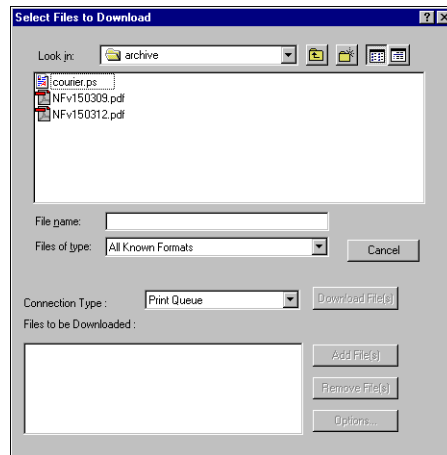 Select Files to Download
Look in: archive
courier.ps
NFv150309.pdf
NFv150312.pdf
File name:
Files of type: All Known Formats
Cancel
Connection Type : Print Queue
Download File(s)
Files to be Downloaded :
Add File(s)
Remove File(s)
Options...